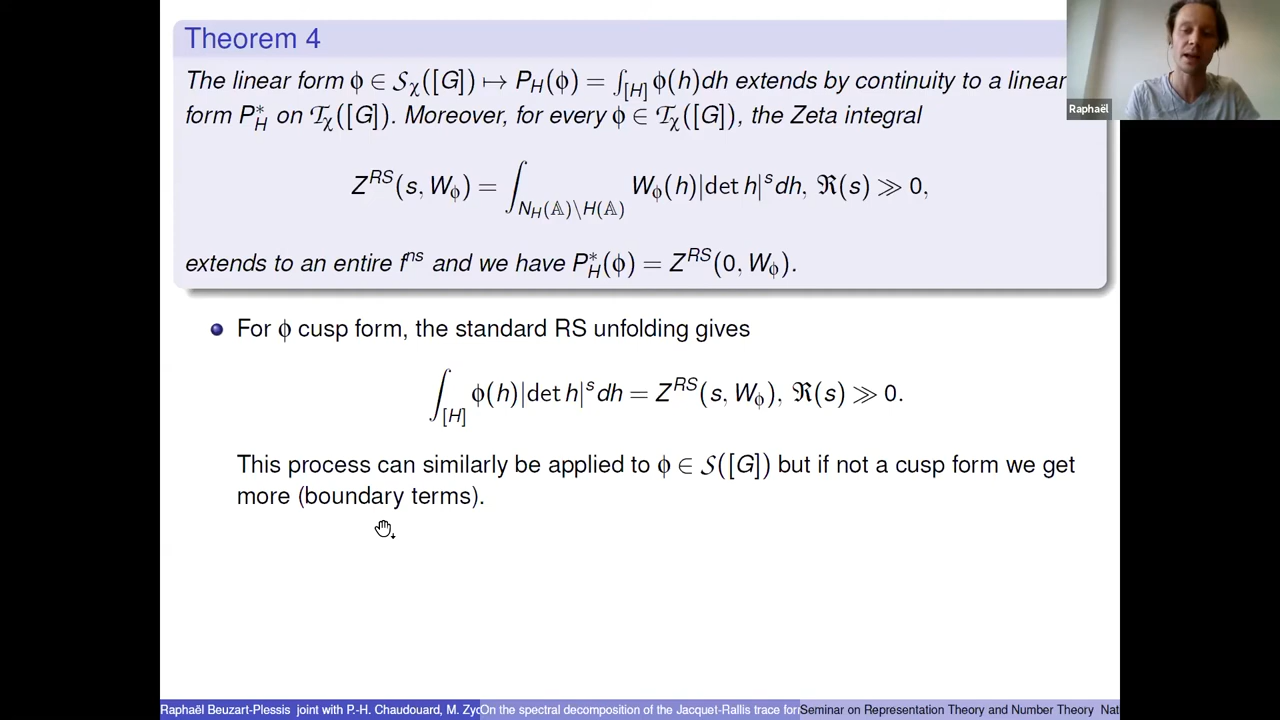 Theorem 4
The linear form ϕ ∈ 𝒮χ([G]) ↦ P_H(ϕ) = ∫_[H] ϕ(h)dh extends by continuity to a linear
form P*_H on 𝒯χ([G]). Moreover, for every ϕ ∈ 𝒯χ([G]), the Zeta integral
Z^RS(s, W_ϕ) = ∫_{N_H(𝔸)\H(𝔸)} W_ϕ(h)|det h|^s dh, ℜ(s) ≫ 0,
extends to an entire f^ns and we have P*_H(ϕ) = Z^RS(0, W_ϕ).
For ϕ cusp form, the standard RS unfolding gives
∫_[H] ϕ(h)|det h|^s dh = Z^RS(s, W_ϕ), ℜ(s) ≫ 0.
This process can similarly be applied to ϕ ∈ 𝒮([G]) but if not a cusp form we get
more (boundary terms).
Raphaël
Raphaël Beuzart-Plessis joint with P.-H. Chaudouard, M. Zyd
On the spectral decomposition of the Jacquet-Rallis trace for
Seminar on Representation Theory and Number Theory Nat